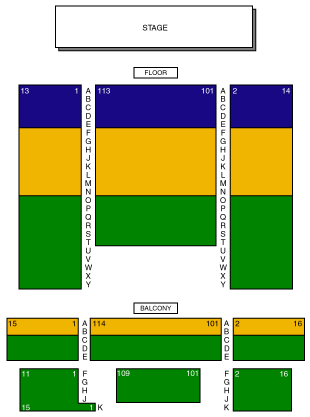 STAGE
FLOOR
13 1 A 113 101 A 2 14
B B
C C
D D
E E
F F
G G
H H
J J
K K
L L
M M
N N
O O
P P
Q Q
R R
S S
T T
U U
V V
W W
X X
Y Y
BALCONY
15 1 A 114 101 A 2 16
B B
C C
D D
E E
11 1 F 109 101 F 2 16
G G
H H
J J
15 1 K K